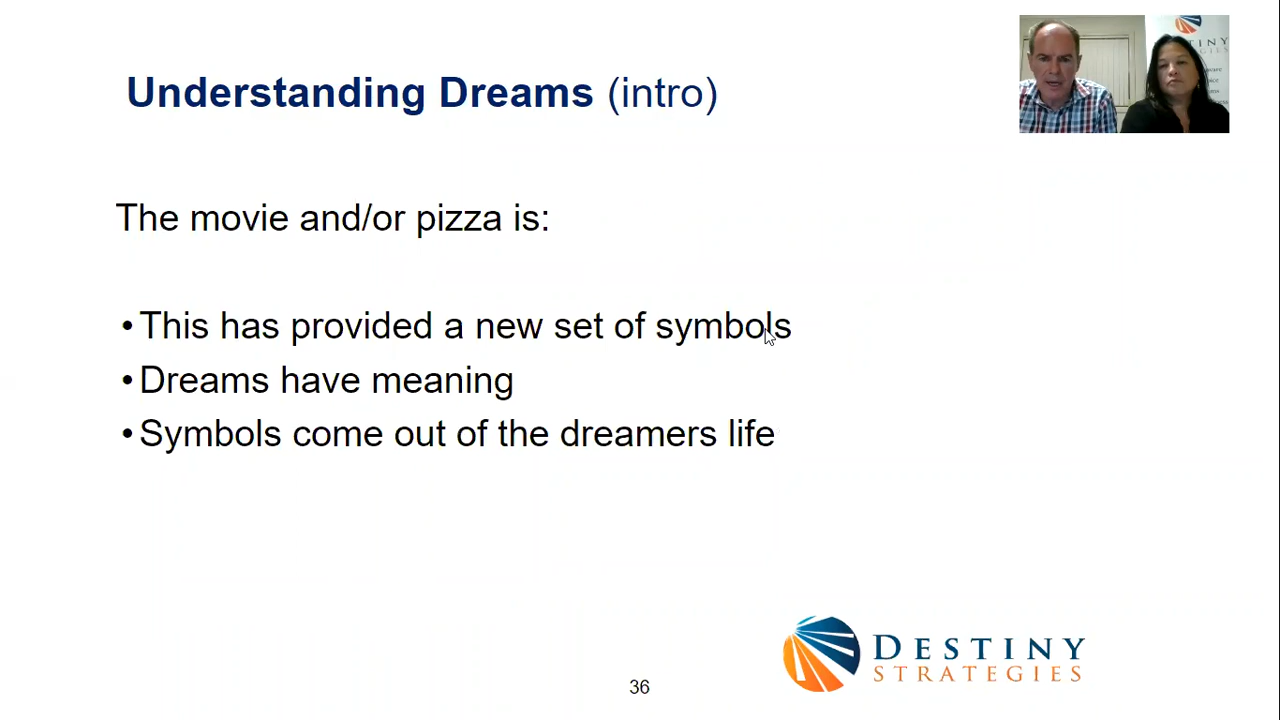 Understanding Dreams (intro)
The movie and/or pizza is:
•This has provided a new set of symbols
•Dreams have meaning
•Symbols come out of the dreamers life
DESTINY
STRATEGIES
36